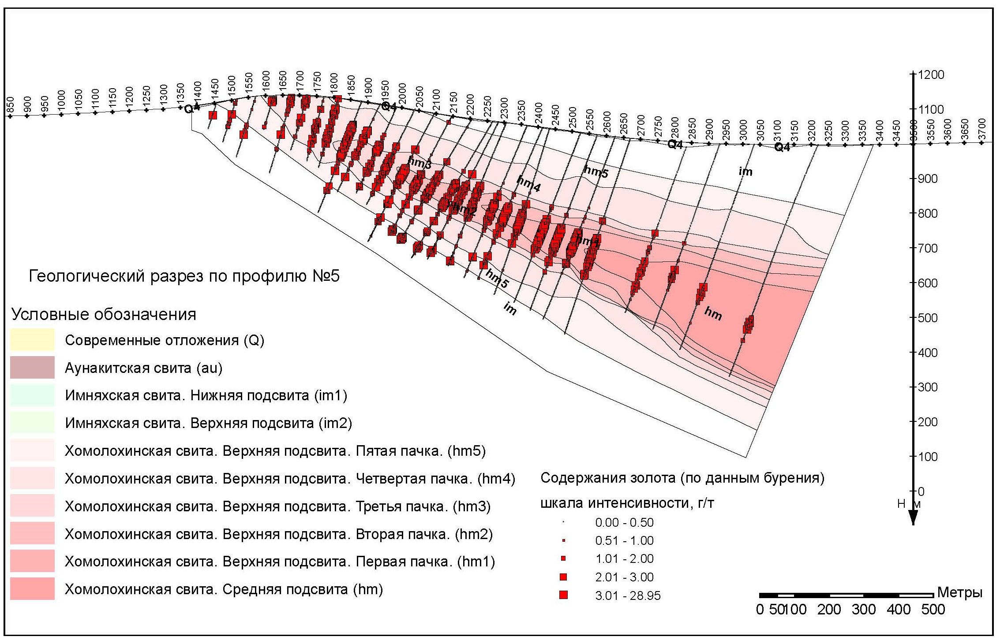 850 900 950 1000 1050 1100 1150 1200 1250 1300 1350 1400 1450 1500 1550 1600 1650 1700 1750 1800 1850 1900 1950 2000 2050 2100 2150 2200 2250 2300 2350 2400 2450 2500 2550 2600 2650 2700 2750 2800 2850 2900 2950 3000 3050 3100 3150 3200 3250 3300 3350 3400 3450 3500 3550 3600 3650 3700
1200
1100
900
800
700
600
500
400
300
200
100
0
Н м
Q4
Q4
Q4
Q4
hm3
hm5
im
hm4
hm2
hm1
hm5
im
hm
Геологический разрез по профилю №5
Условные обозначения
Современные отложения (Q)
Аунакитская свита (au)
Имняхская свита. Нижняя подсвита (im1)
Имняхская свита. Верхняя подсвита (im2)
Хомолохинская свита. Верхняя подсвита. Пятая пачка. (hm5)
Хомолохинская свита. Верхняя подсвита. Четвертая пачка. (hm4)
Хомолохинская свита. Верхняя подсвита. Третья пачка. (hm3)
Хомолохинская свита. Верхняя подсвита. Вторая пачка. (hm2)
Хомолохинская свита. Верхняя подсвита. Первая пачка. (hm1)
Хомолохинская свита. Средняя подсвита (hm)
Содержания золота (по данным бурения)
шкала интенсивности, г/т
0.00 - 0.50
0.51 - 1.00
1.01 - 2.00
2.01 - 3.00
3.01 - 28.95
Метры
0 50 100 200 300 400 500